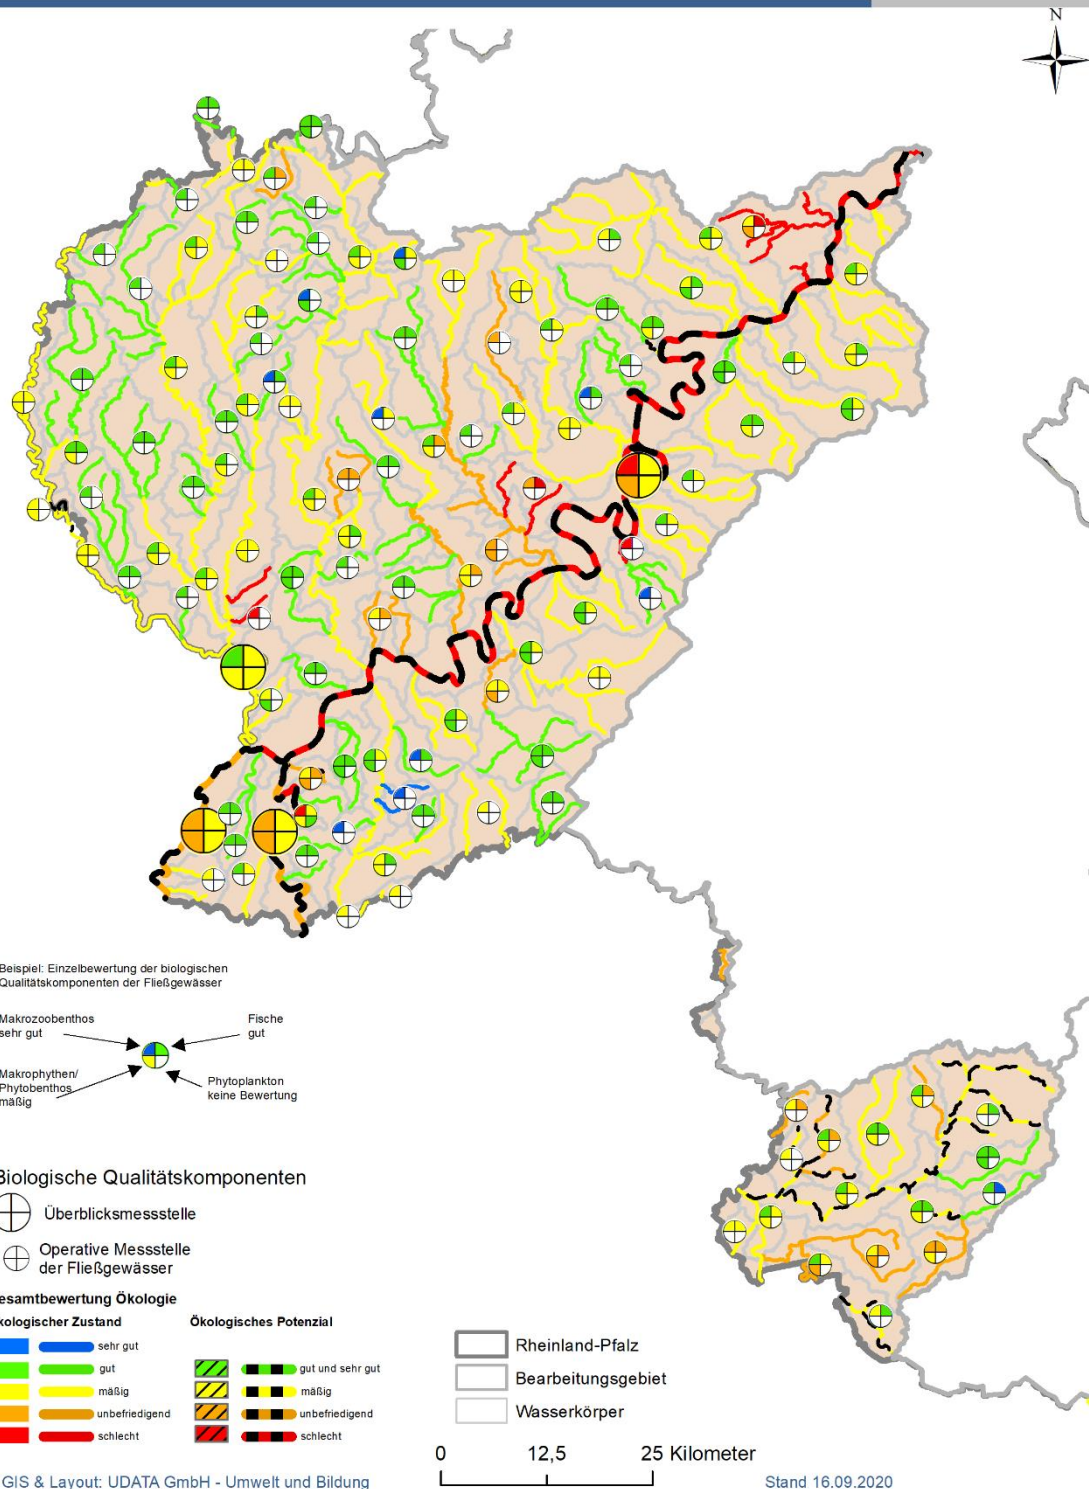 N
Beispiel: Einzelbewertung der biologischen
Qualitätskomponenten der Fließgewässer
Makrozoobenthos
sehr gut
Fische
gut
Makrophythen/
Phytobenthos
mäßig
Phytoplankton
keine Bewertung
Biologische Qualitätskomponenten
Überblicksmessstelle
Operative Messstelle
der Fließgewässer
esamtbewertung Ökologie
kologischer Zustand
Ökologisches Potenzial
sehr gut
gut
gut und sehr gut
mäßig
mäßig
unbefriedigend
unbefriedigend
schlecht
schlecht
Rheinland-Pfalz
Bearbeitungsgebiet
Wasserkörper
0 12,5 25 Kilometer
GIS & Layout: UDATA GmbH - Umwelt und Bildung
Stand 16.09.2020